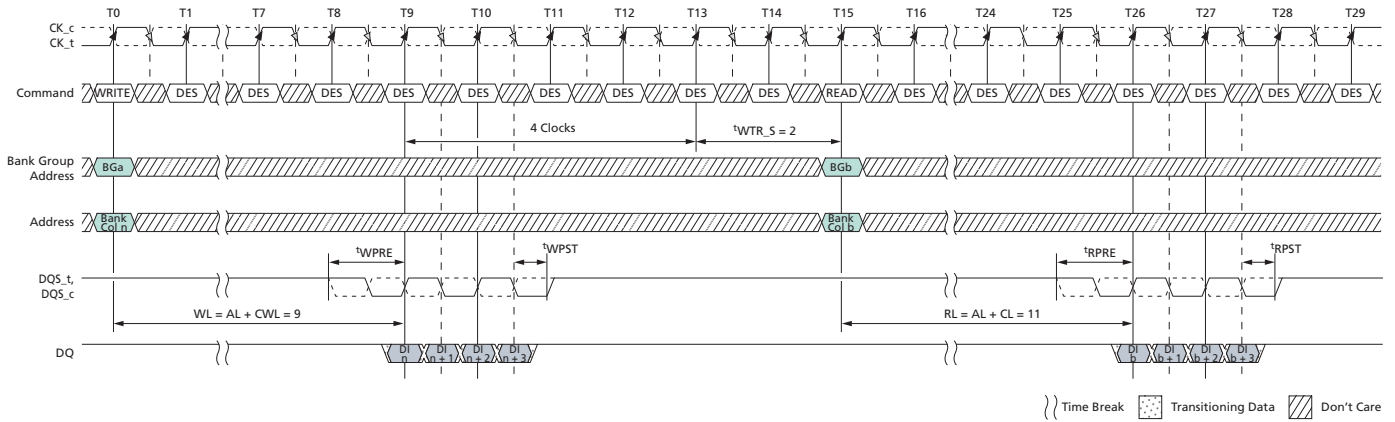 T0 T1 T7 T8 T9 T10 T11 T12 T13 T14 T15 T16 T24 T25 T26 T27 T28 T29
CK_c
CK_t
Command WRITE DES DES DES DES DES DES DES DES DES READ DES DES DES DES DES DES DES
4 Clocks tWTR_S = 2
Bank Group
Address BGa BGb
Address Bank Col n Bank Col b
tWPRE tWPST tRPRE tRPST
DQS_t,
DQS_c
WL = AL + CWL = 9 RL = AL + CL = 11
DQ DI n DI n + 1 DI n + 2 DI n + 3 DI b DI b + 1 DI b + 2 DI b + 3
Time Break Transitioning Data Don't Care